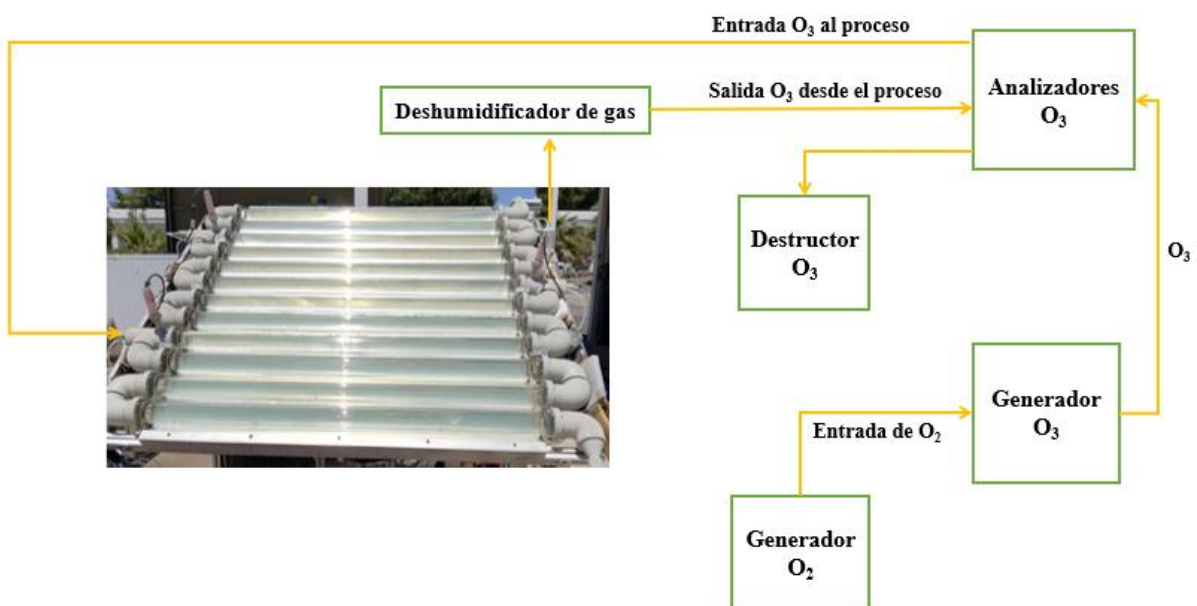 Entrada O₃ al proceso
Salida O₃ desde el proceso
Deshumidificador de gas
Analizadores
O₃
Destructor
O₃
O₃
Generador
O₃
Entrada de O₂
Generador
O₂